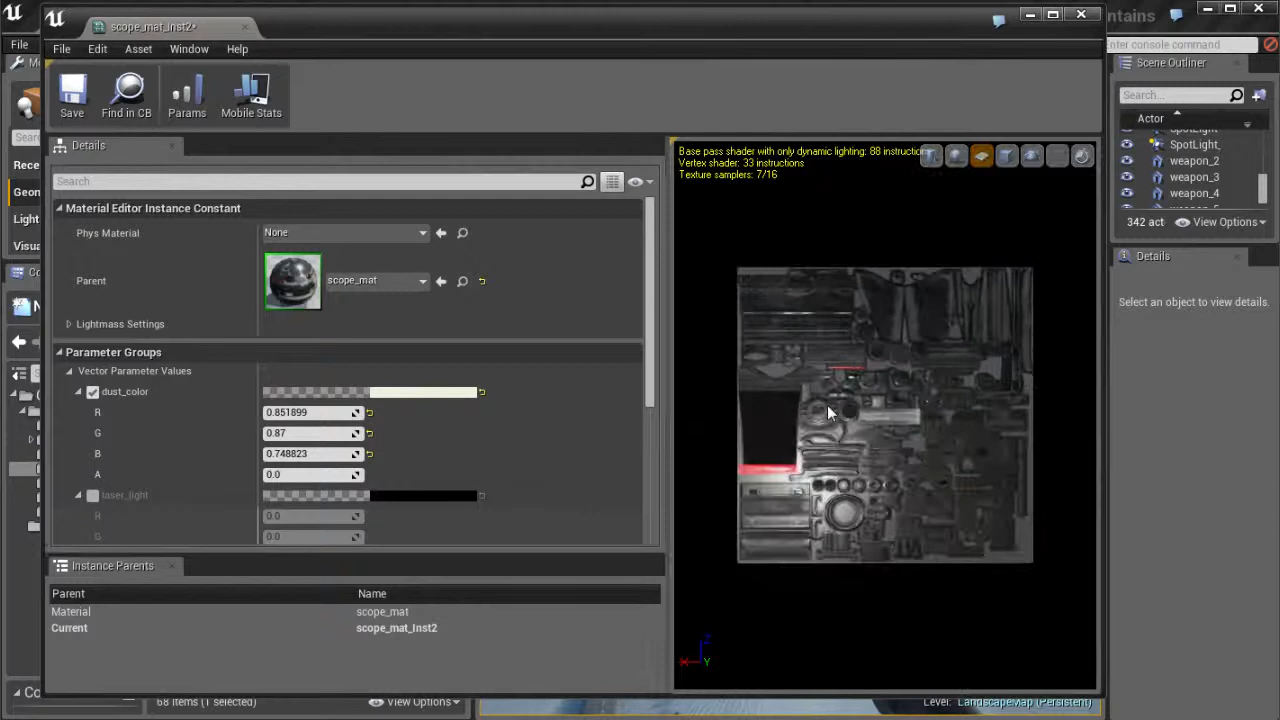 scope_mat_Inst2*
ntains
File
File Edit Asset Window Help
Enter console command
Save Find in CB Params Mobile Stats
Scene Outliner
Search...
Actor
SpotLight
SpotLight_
weapon_2
weapon_3
weapon_4
342 act
View Options
Details
Select an object to view details.
Details
Search
Material Editor Instance Constant
Phys Material None
Parent scope_mat
Lightmass Settings
Parameter Groups
Vector Parameter Values
dust_color
R 0.851899
G 0.87
B 0.748823
A 0.0
laser_light
R 0.0
G 0.0
Base pass shader with only dynamic lighting: 88 instruction
Vertex shader: 33 instructions
Texture samplers: 7/16
Z
X
Y
Instance Parents
Parent Name
Material scope_mat
Current scope_mat_Inst2
Rece
Geon
Light
Visua
68 items (1 selected)
View Options
Level: LandscapeMap (Persistent)